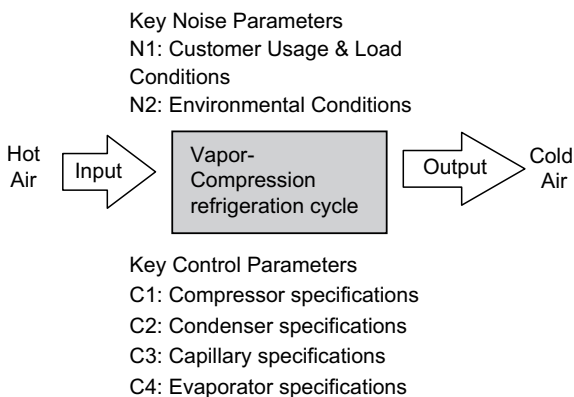 Key Noise Parameters
N1: Customer Usage & Load
Conditions
N2: Environmental Conditions
Hot
Air
Input
Vapor-
Compression
refrigeration cycle
Output
Cold
Air
Key Control Parameters
C1: Compressor specifications
C2: Condenser specifications
C3: Capillary specifications
C4: Evaporator specifications